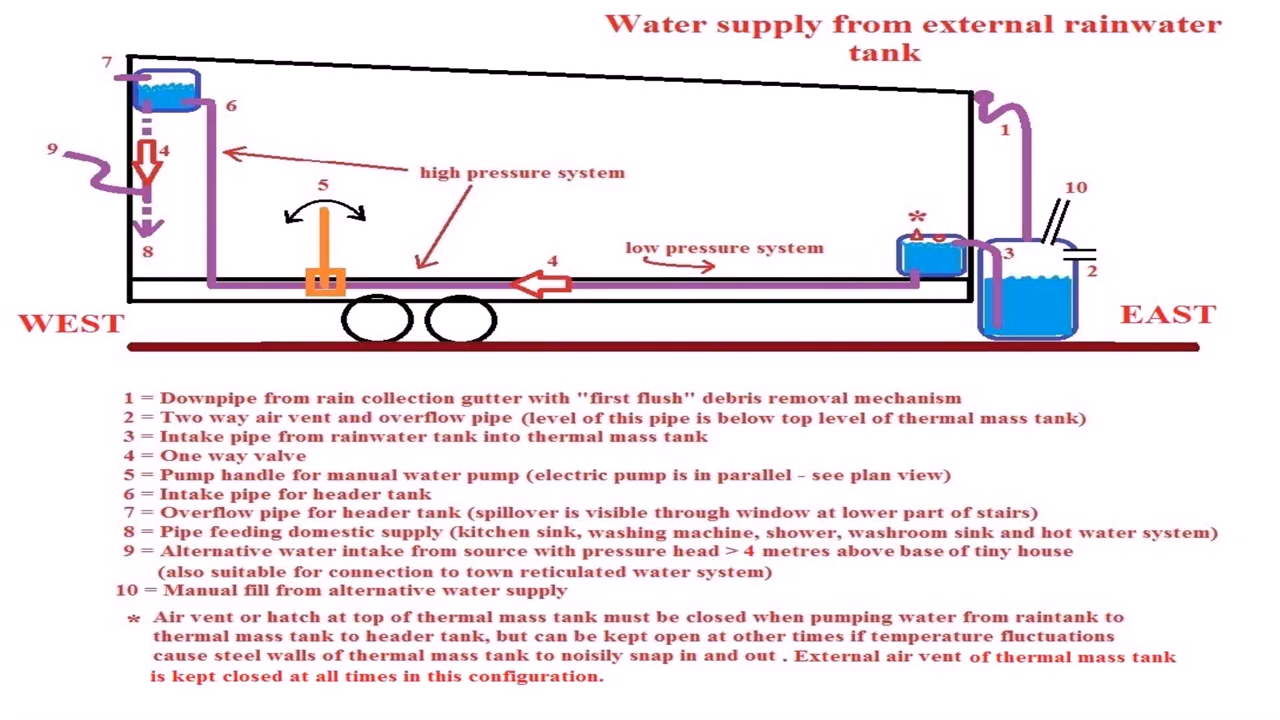 Water supply from external rainwater
tank
7
6
9
4
8
5
high pressure system
4
low pressure system
*
1
10
3
2
WEST
EAST
1 = Downpipe from rain collection gutter with "first flush" debris removal mechanism
2 = Two way air vent and overflow pipe (level of this pipe is below top level of thermal mass tank)
3 = Intake pipe from rainwater tank into thermal mass tank
4 = One way valve
5 = Pump handle for manual water pump (electric pump is in parallel - see plan view)
6 = Intake pipe for header tank
7 = Overflow pipe for header tank (spillover is visible through window at lower part of stairs)
8 = Pipe feeding domestic supply (kitchen sink, washing machine, shower, washroom sink and hot water system)
9 = Alternative water intake from source with pressure head > 4 metres above base of tiny house
(also suitable for connection to town reticulated water system)
10 = Manual fill from alternative water supply
* Air vent or hatch at top of thermal mass tank must be closed when pumping water from raintank to
thermal mass tank to header tank, but can be kept open at other times if temperature fluctuations
cause steel walls of thermal mass tank to noisily snap in and out . External air vent of thermal mass tank
is kept closed at all times in this configuration.